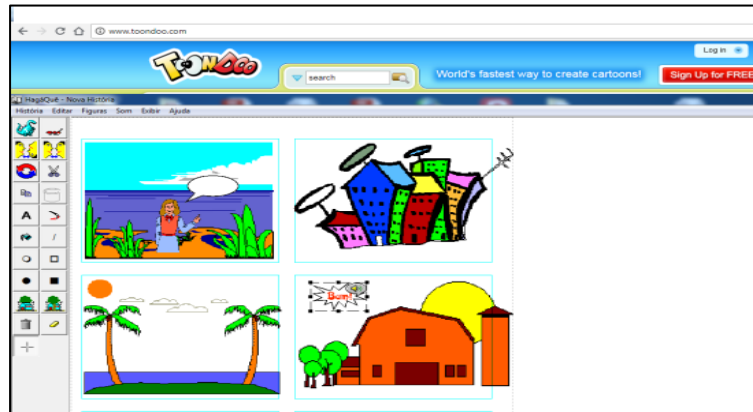 www.toondoo.com
Log in
TOONDOO
search
World's fastest way to create cartoons!
Sign Up for FREE
HagáQuê - Nova História
História Editar Figuras Som Exibir Ajuda
A
Bam!